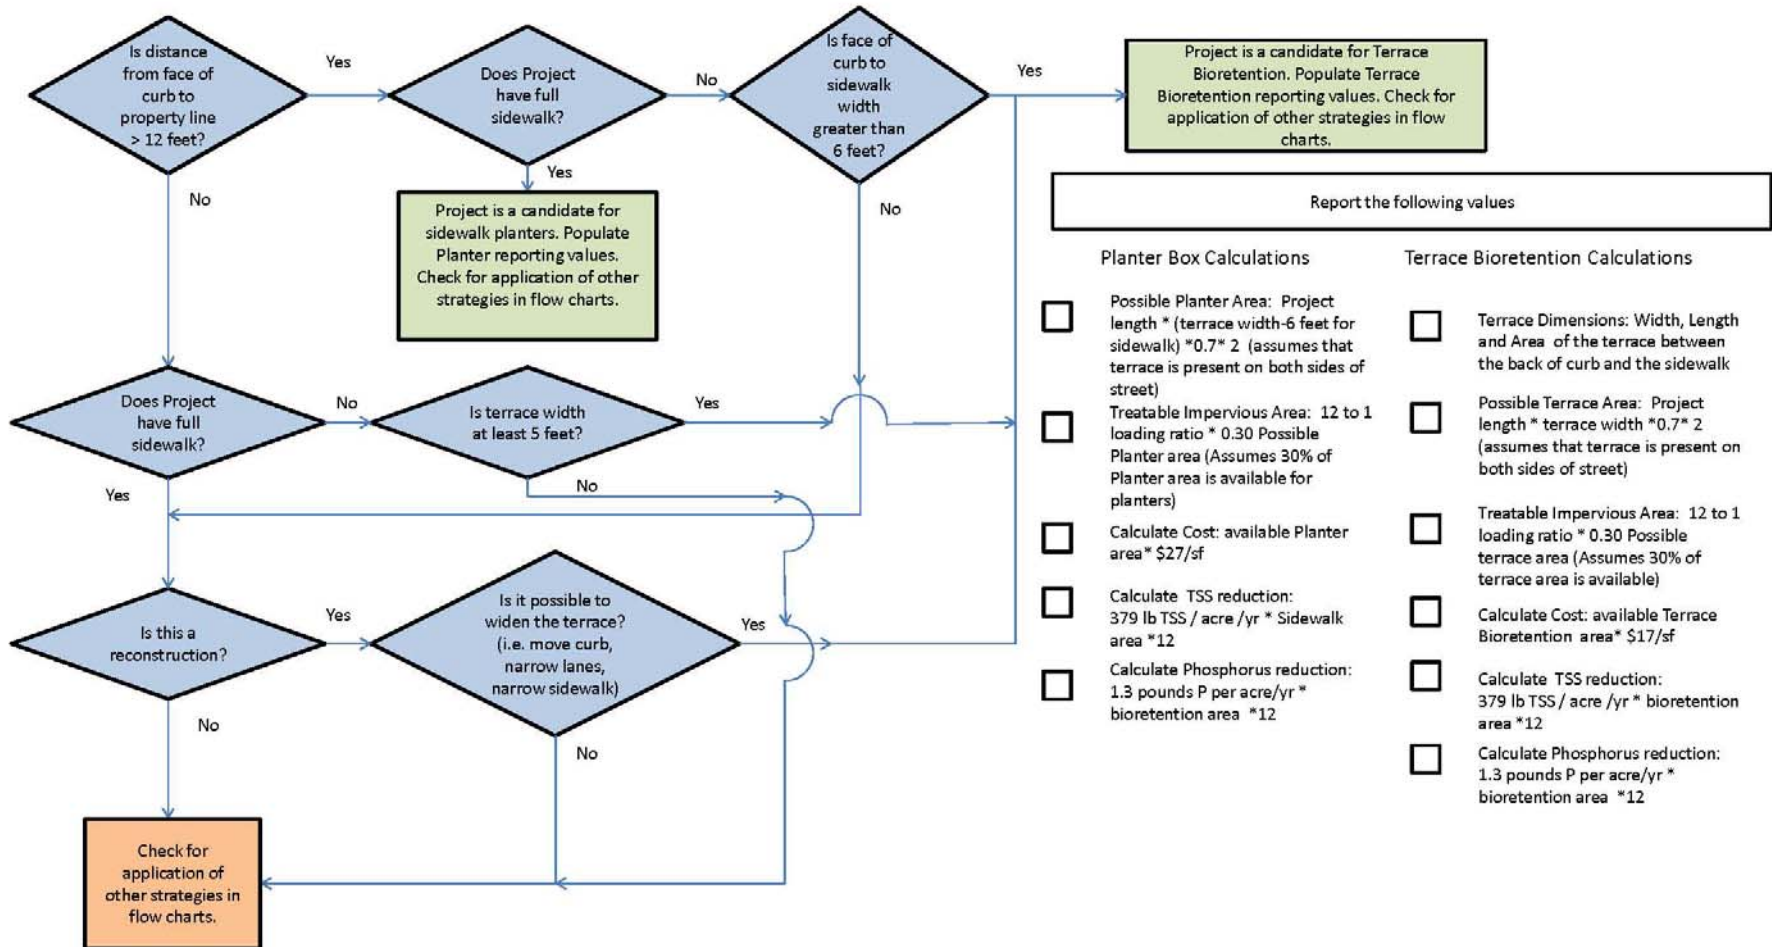 Is distance
from face of
curb to
property line
> 12 feet?
Yes
No
Does Project
have full
sidewalk?
No
Yes
Is face of
curb to
sidewalk
width
greater than
6 feet?
Yes
No
Project is a candidate for Terrace
Bioretention. Populate Terrace
Bioretention reporting values. Check for
application of other strategies in flow
charts.
Project is a candidate for
sidewalk planters. Populate
Planter reporting values.
Check for application of other
strategies in flow charts.
Does Project
have full
sidewalk?
No
Yes
Is terrace width
at least 5 feet?
Yes
No
Is this a
reconstruction?
Yes
No
Is it possible to
widen the terrace?
(i.e. move curb,
narrow lanes,
narrow sidewalk)
Yes
No
Check for
application of
other strategies in
flow charts.
Report the following values
Planter Box Calculations
Possible Planter Area: Project
length * (terrace width-6 feet for
sidewalk) *0.7* 2 (assumes that
terrace is present on both sides of
street)
Treatable Impervious Area: 12 to 1
loading ratio * 0.30 Possible
Planter area (Assumes 30% of
Planter area is available for
planters)
Calculate Cost: available Planter
area* $27/sf
Calculate TSS reduction:
379 lb TSS / acre /yr * Sidewalk
area *12
Calculate Phosphorus reduction:
1.3 pounds P per acre/yr *
bioretention area *12
Terrace Bioretention Calculations
Terrace Dimensions: Width, Length
and Area of the terrace between
the back of curb and the sidewalk
Possible Terrace Area: Project
length * terrace width *0.7* 2
(assumes that terrace is present on
both sides of street)
Treatable Impervious Area: 12 to 1
loading ratio * 0.30 Possible
terrace area (Assumes 30% of
terrace area is available)
Calculate Cost: available Terrace
Bioretention area* $17/sf
Calculate TSS reduction:
379 lb TSS / acre /yr * bioretention
area *12
Calculate Phosphorus reduction:
1.3 pounds P per acre/yr *
bioretention area *12